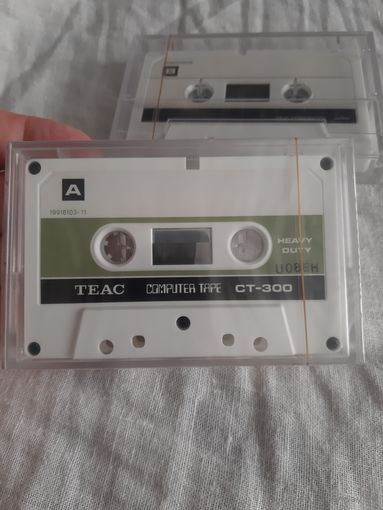 A
19918103-11
HEAVY
DUTY
TEAC COMPUTER TAPE CT-300
B